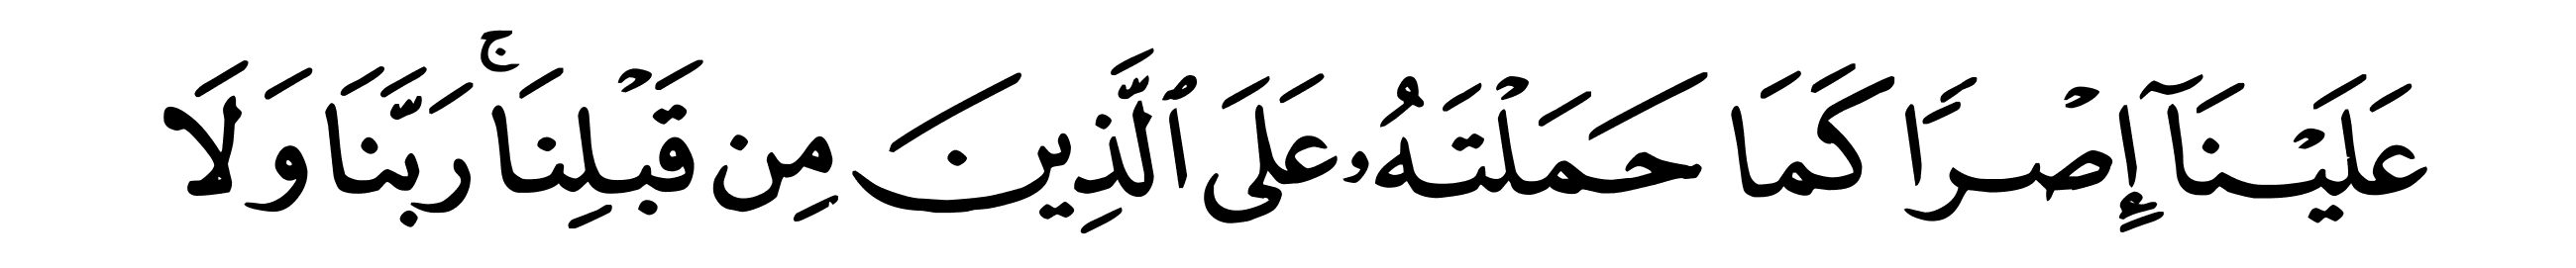 عَلَيْنَآ إِصْرًا كَمَا حَمَلْتَهُۥ عَلَى ٱلَّذِينَ مِن قَبْلِنَا ۚ رَبَّنَا وَلَا